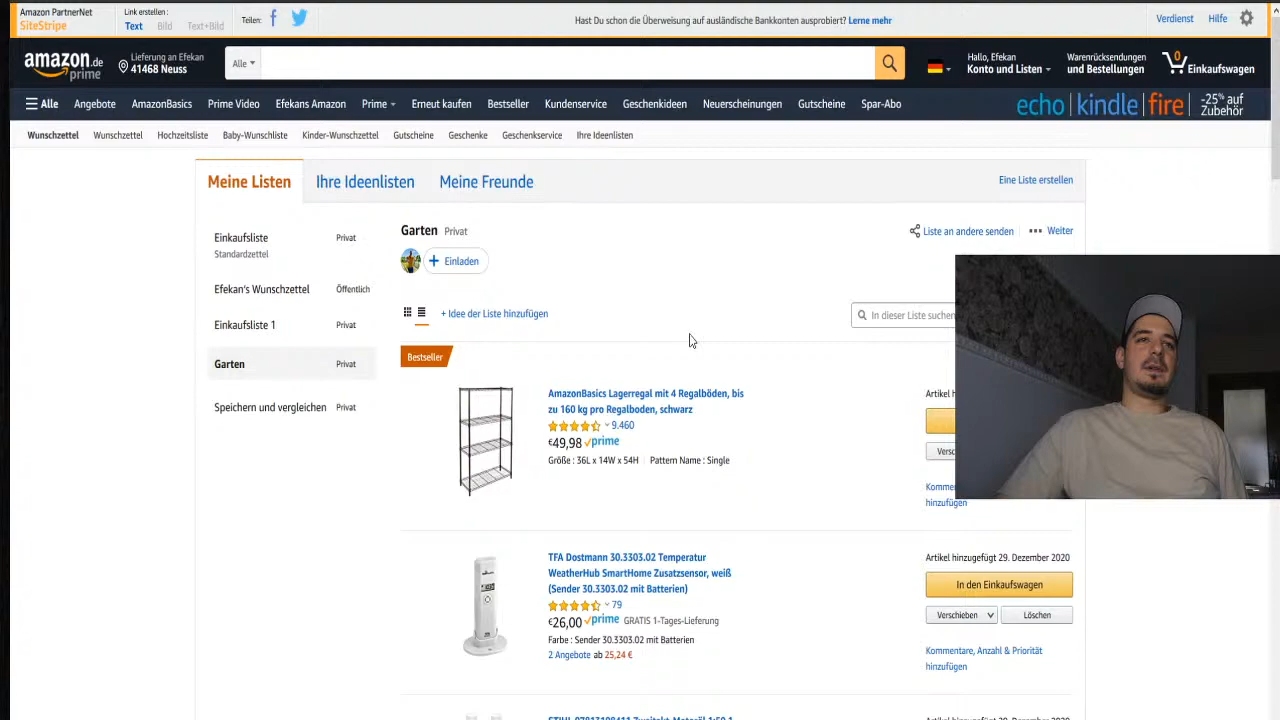 Amazon PartnerNet
SiteStripe
Link erstellen:
Text Bild Text+Bild
Teilen:
Hast Du schon die Überweisung auf ausländische Bankkonten ausprobiert? Lerne mehr
Verdienst Hilfe
amazon.de
prime
Lieferung an Efekan
41468 Neuss
Alle
Hallo, Efekan
Konto und Listen
Warenrücksendungen
und Bestellungen
0
Einkaufswagen
Alle Angebote AmazonBasics Prime Video Efekans Amazon Prime Erneut kaufen Bestseller Kundenservice Geschenkideen Neuerscheinungen Gutscheine Spar-Abo
echo | kindle | fire | -25% auf
Zubehör
Wunschzettel Wunschzettel Hochzeitsliste Baby-Wunschliste Kinder-Wunschzettel Gutscheine Geschenke Geschenkservice Ihre Ideenlisten
Meine Listen Ihre Ideenlisten Meine Freunde
Eine Liste erstellen
Einkaufsliste Privat
Standardzettel
Efekan's Wunschzettel Öffentlich
Einkaufsliste 1 Privat
Garten Privat
Speichern und vergleichen Privat
Garten Privat
Liste an andere senden
Weiter
+ Einladen
+ Idee der Liste hinzufügen
In dieser Liste suchen
Bestseller
AmazonBasics Lagerregal mit 4 Regalböden, bis
zu 160 kg pro Regalboden, schwarz
9.460
€49,98 prime
Größe : 36L x 14W x 54H Pattern Name : Single
Artikel h
Versc
Komme
hinzufügen
TFA Dostmann 30.3303.02 Temperatur
WeatherHub SmartHome Zusatzsensor, weiß
(Sender 30.3303.02 mit Batterien)
79
€26,00 prime GRATIS 1-Tages-Lieferung
Farbe : Sender 30.3303.02 mit Batterien
2 Angebote ab 25,24 €
Artikel hinzugefügt 29. Dezember 2020
In den Einkaufswagen
Verschieben Löschen
Kommentare, Anzahl & Priorität
hinzufügen